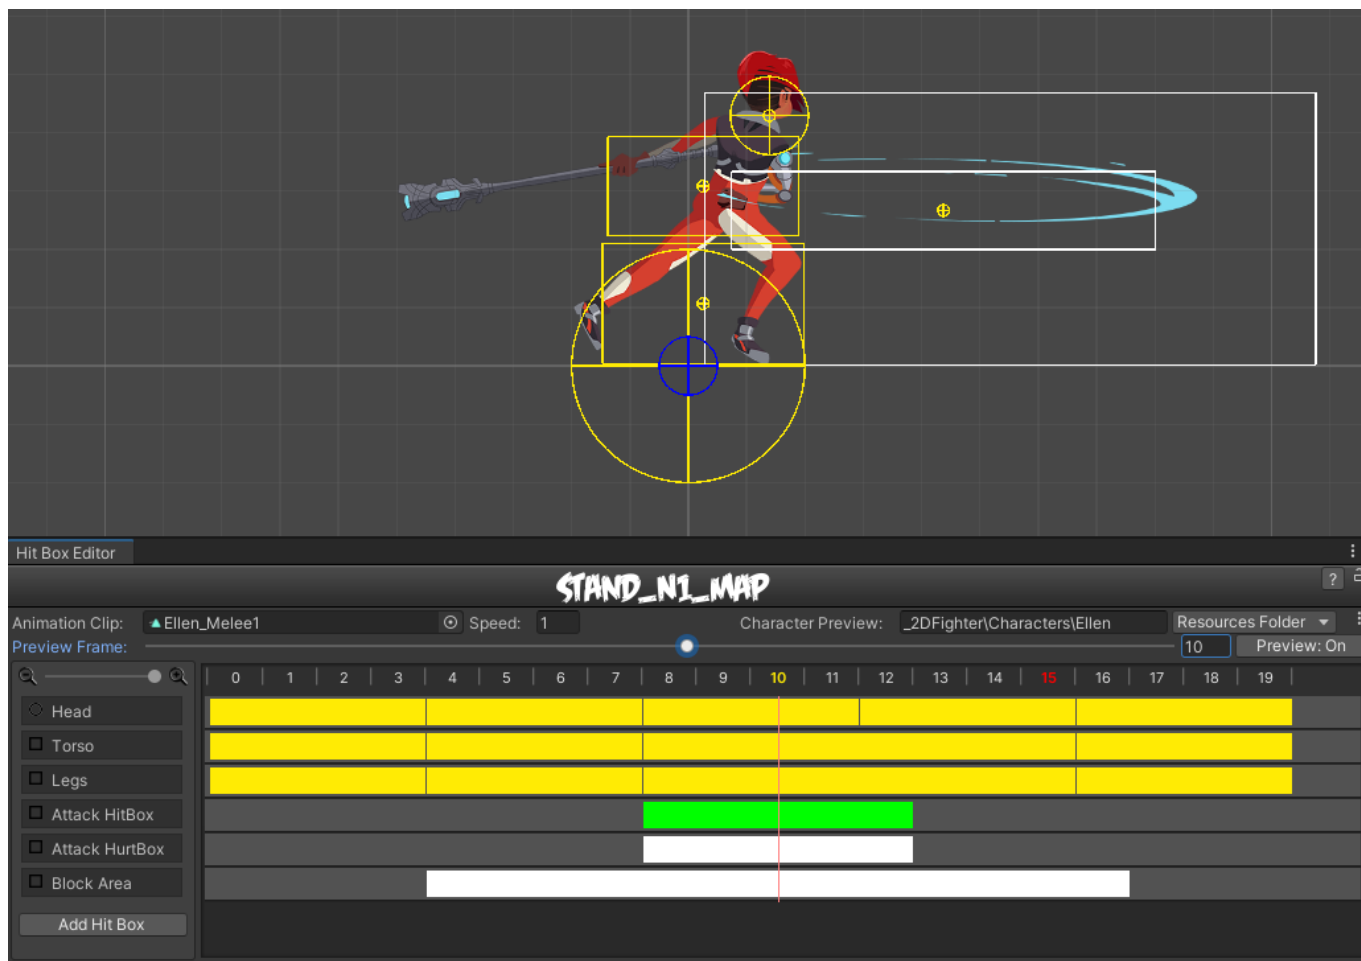 Hit Box Editor
STAND_N1_MAP
?
Animation Clip: Ellen_Melee1 Speed: 1 Character Preview: _2DFighter\Characters\Ellen Resources Folder
Preview Frame: 10 Preview: On
0 1 2 3 4 5 6 7 8 9 10 11 12 13 14 15 16 17 18 19
Head
Torso
Legs
Attack HitBox
Attack HurtBox
Block Area
Add Hit Box